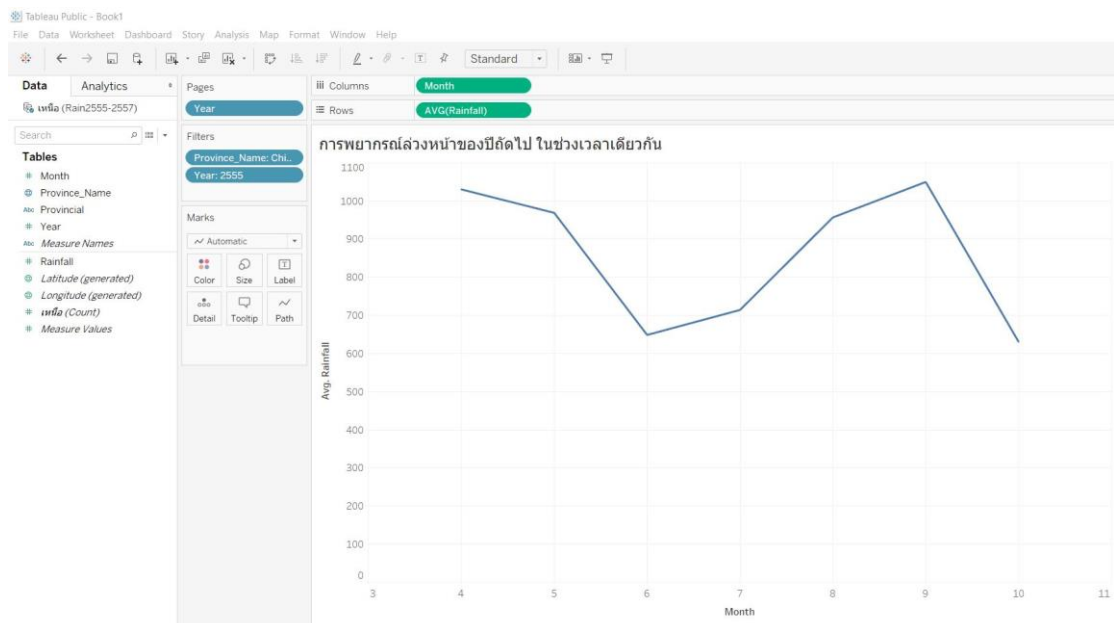 Tableau Public - Book1
File Data Worksheet Dashboard Story Analysis Map Format Window Help
Standard
Data Analytics
เหนือ (Rain2555-2557)
Search
Tables
# Month
Province_Name
Abc Provincial
# Year
Abc Measure Names
# Rainfall
Latitude (generated)
Longitude (generated)
# เหนือ (Count)
# Measure Values
Pages
Year
Filters
Province_Name: Chi..
Year: 2555
Marks
Automatic
Color Size Label
Detail Tooltip Path
Columns Month
Rows AVG(Rainfall)
การพยากรณ์ล่วงหน้าของปีถัดไป ในช่วงเวลาเดียวกัน
Avg. Rainfall
1100
1000
900
800
700
600
500
400
300
200
100
0
3 4 5 6 7 8 9 10 11
Month